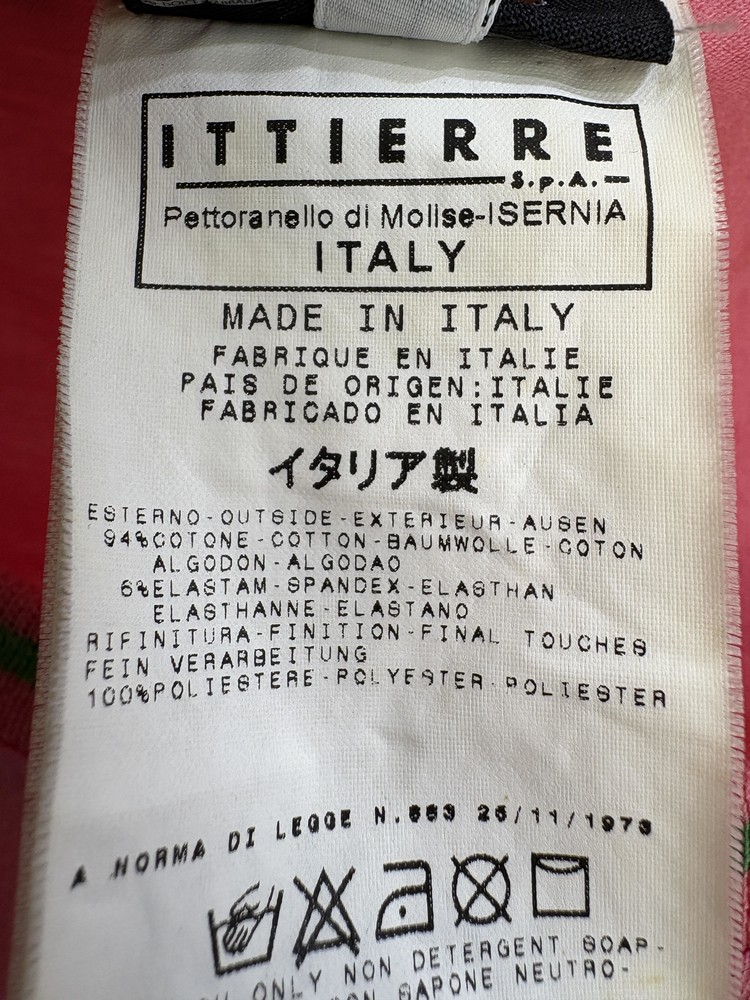 ITTIERRE
S.p.A.
Pettoranello di Molise-ISERNIA
ITALY
MADE IN ITALY
FABRIQUE EN ITALIE
PAIS DE ORIGEN:ITALIE
FABRICADO EN ITALIA
イタリア製
ESTERNO-OUTSIDE-EXTERIEUR-AUSEN
94%COTONE-COTTON-BAUMWOLLE-COTON
ALGODON-ALGODAO
6%ELASTAM-SPANDEX-ELASTHAN
ELASTHANNE-ELASTANO
RIFINITURA-FINITION-FINAL TOUCHES
FEIN VERARBEITUNG
100%POLIESTERE-POLYESTER-POLIESTER
A NORMA DI LEGGE N.883 26/11/1973
ONLY NON DETERGENT SOAP-
SAPONE NEUTRO-